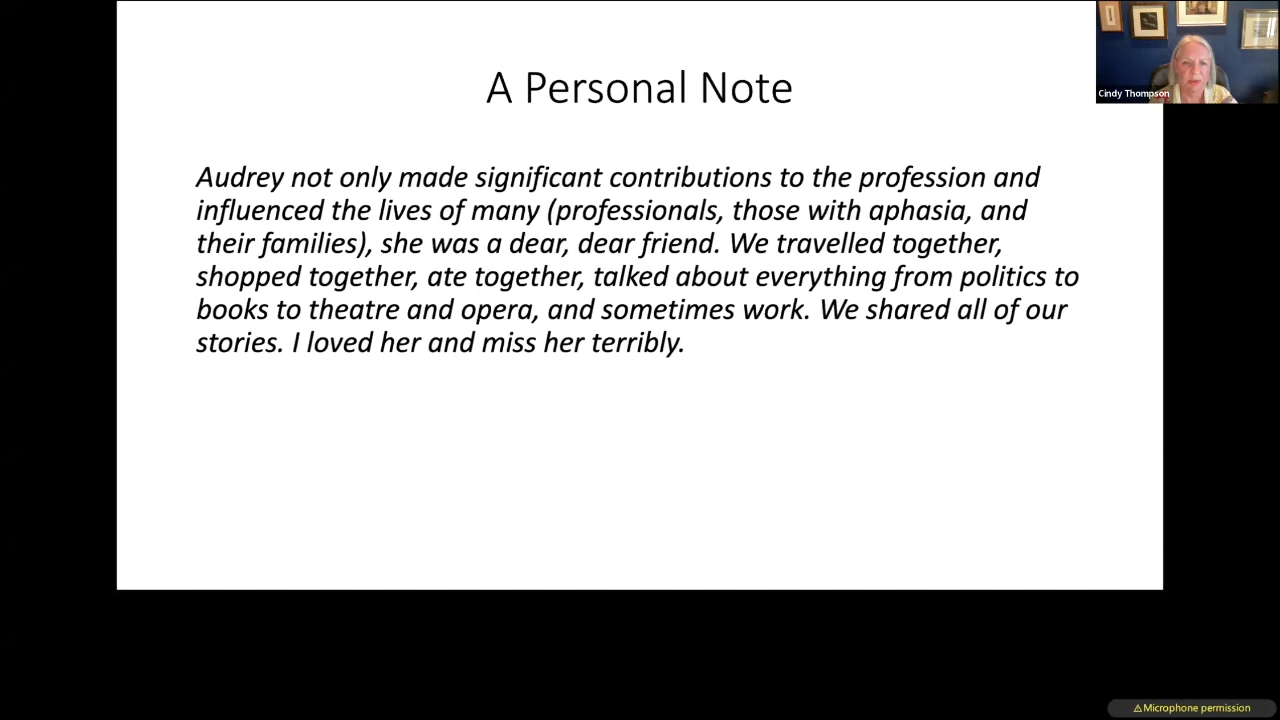 A Personal Note
Audrey not only made significant contributions to the profession and
influenced the lives of many (professionals, those with aphasia, and
their families), she was a dear, dear friend. We travelled together,
shopped together, ate together, talked about everything from politics to
books to theatre and opera, and sometimes work. We shared all of our
stories. I loved her and miss her terribly.
Cindy Thompson
⚠Microphone permission